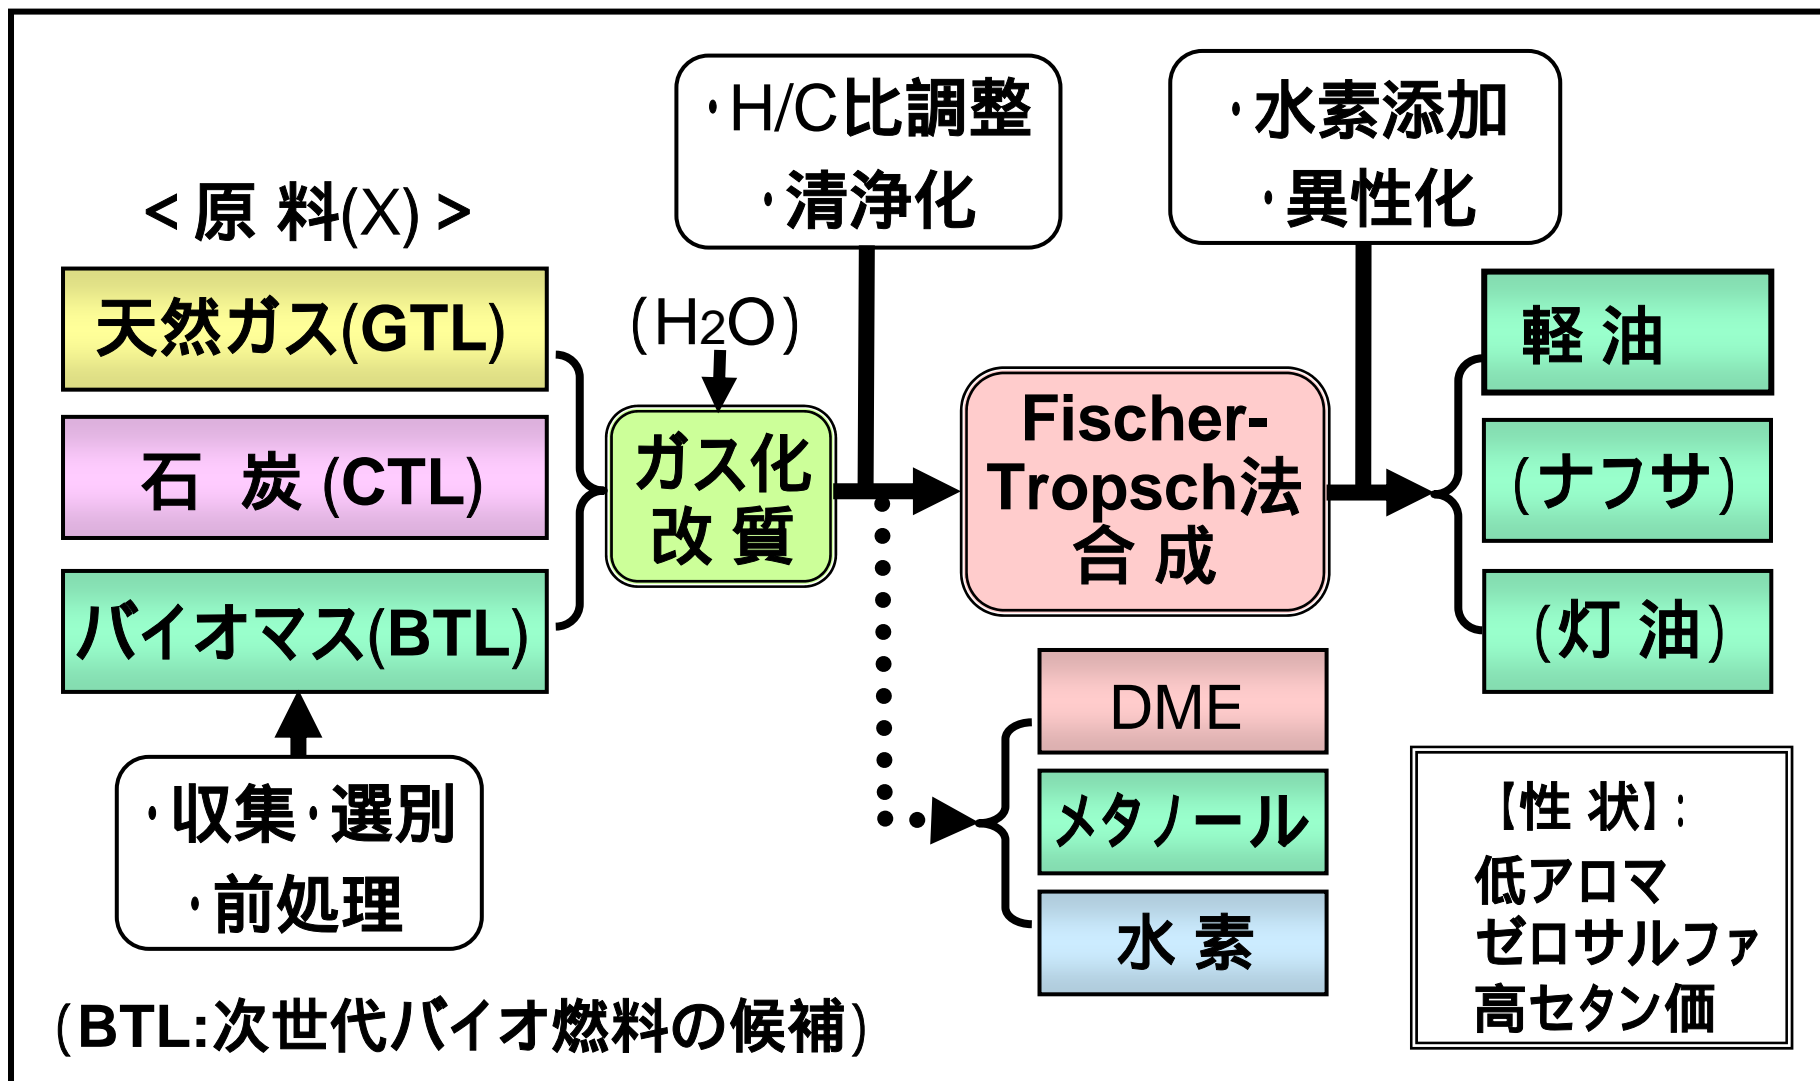 ・H/C比調整
・清浄化
・水素添加
・異性化
<原 料(X)>
天然ガス(GTL)
石 炭(CTL)
バイオマス(BTL)
・収集・選別
・前処理
(H2O)
ガス化
改 質
Fischer-
Tropsch法
合 成
軽 油
(ナフサ)
(灯 油)
DME
メタノール
水 素
【性 状】:
低アロマ
ゼロサルファ
高セタン価
(BTL:次世代バイオ燃料の候補)